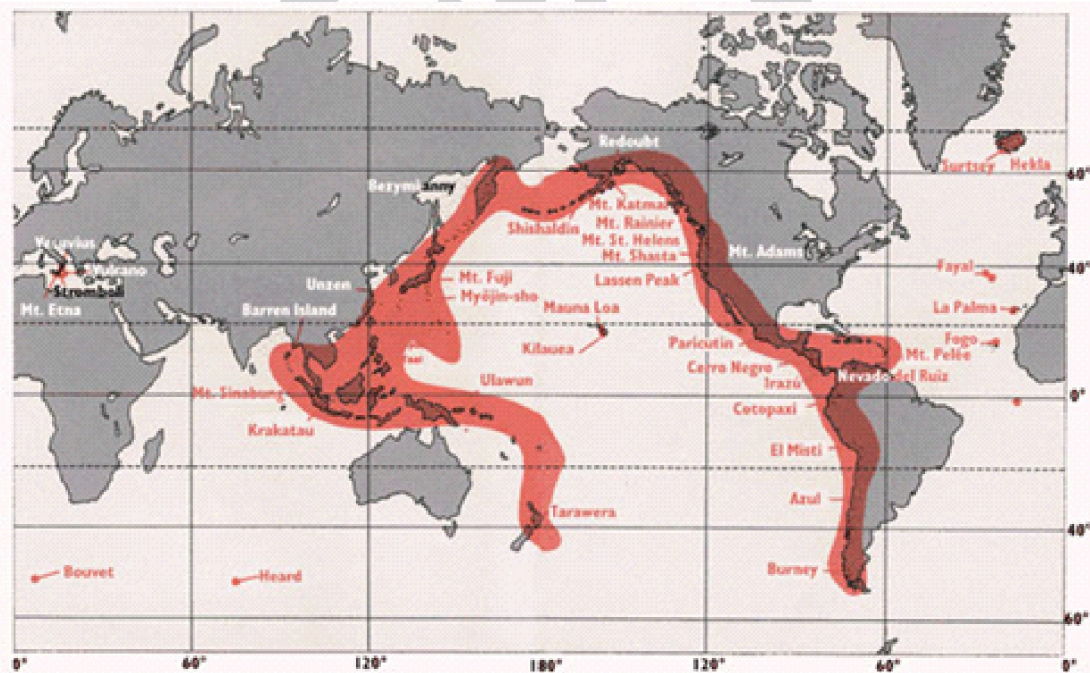 Redoubt
Surtsey
Hekla
60°
Bezymianny
Mt. Katmai
Shishaldin
Mt. Rainier
Mt. St. Helens
Mt. Shasta
Mt. Adams
Vesuvius
Vulcano
Stromboli
Mt. Etna
Unzen
Mt. Fuji
Myōjin-sho
Lassen Peak
Fayal
40°
Barren Island
Mauna Loa
La Palma
Kilauea
Paricutin
Fogo
Taal
Mt. Pelée
Cerro Negro
Irazú
Nevado del Ruiz
Ulawun
Mt. Sinabung
0°
Cotopaxi
Krakatau
El Misti
Azul
Tarawera
40°
Bouvet
Heard
Burney
60°
0°
60°
120°
180°
120°
60°
0°